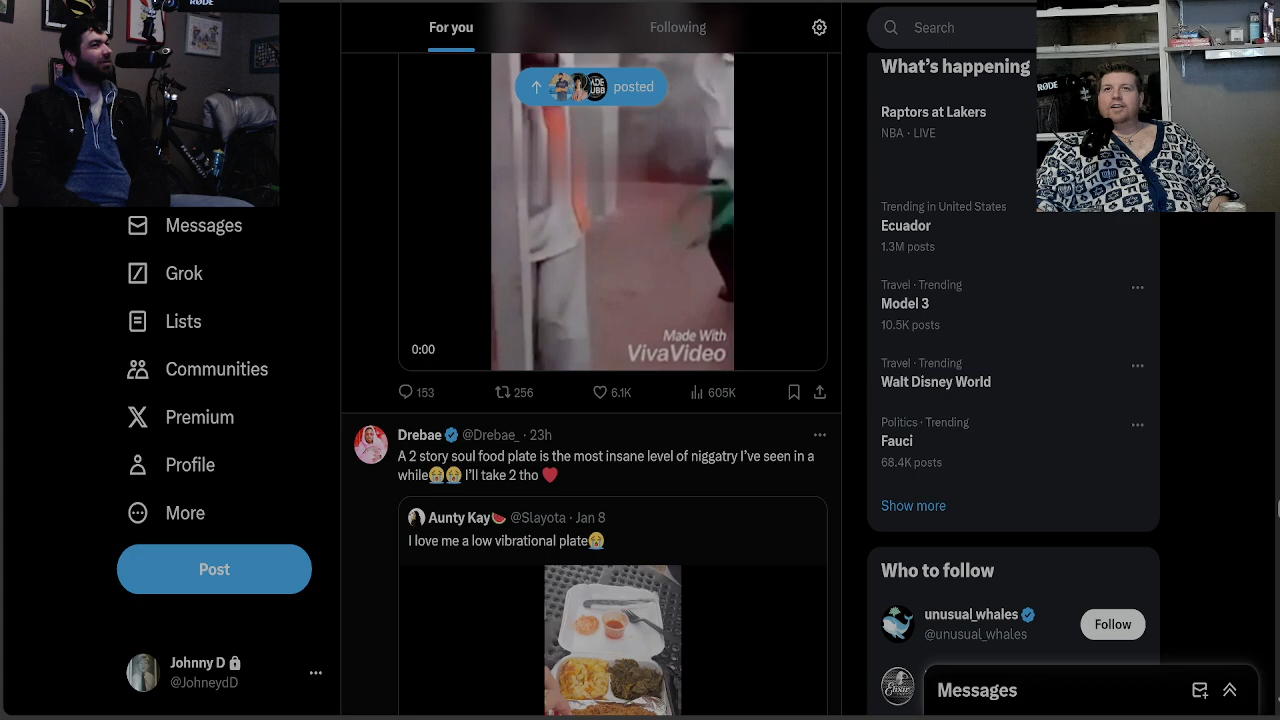 RØDE
For you
Following
Search
RØDE
posted
What's happening
Raptors at Lakers
NBA · LIVE
Trending in United States
Ecuador
1.3M posts
Travel · Trending
Model 3
10.5K posts
Travel · Trending
Walt Disney World
Politics · Trending
Fauci
68.4K posts
Show more
Messages
Grok
Lists
Communities
Premium
Profile
More
Post
Johnny D
@JohneydD
Made With
VivaVideo
0:00
153
256
6.1K
605K
Drebae @Drebae_ · 23h
A 2 story soul food plate is the most insane level of niggatry I've seen in a
while😭😭 I'll take 2 tho ❤️
Aunty Kay🍉 @Slayota · Jan 8
I love me a low vibrational plate😭
Who to follow
unusual_whales
@unusual_whales
Follow
Messages